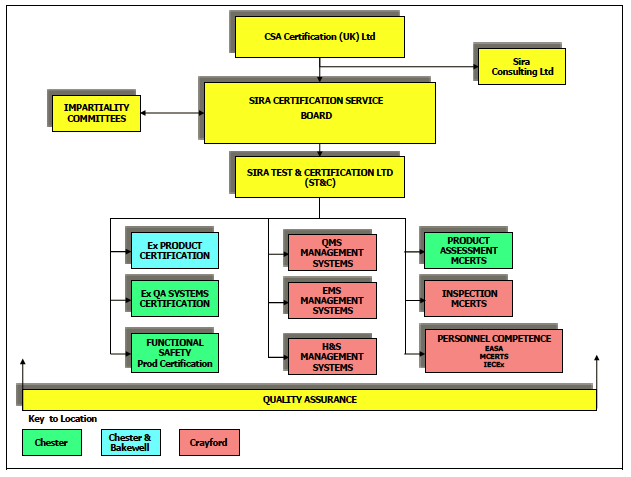 CSA Certification (UK) Ltd
Sira
Consulting Ltd
IMPARTIALITY
COMMITTEES
SIRA CERTIFICATION SERVICE
BOARD
SIRA TEST & CERTIFICATION LTD
(ST&C)
Ex PRODUCT
CERTIFICATION
QMS
MANAGEMENT
SYSTEMS
PRODUCT
ASSESSMENT
MCERTS
Ex QA SYSTEMS
CERTIFICATION
EMS
MANAGEMENT
SYSTEMS
INSPECTION
MCERTS
FUNCTIONAL
SAFETY
Prod Certification
H&S
MANAGEMENT
SYSTEMS
PERSONNEL COMPETENCE
EASA
MCERTS
IECEx
QUALITY ASSURANCE
Key to Location
Chester
Chester &
Bakewell
Crayford